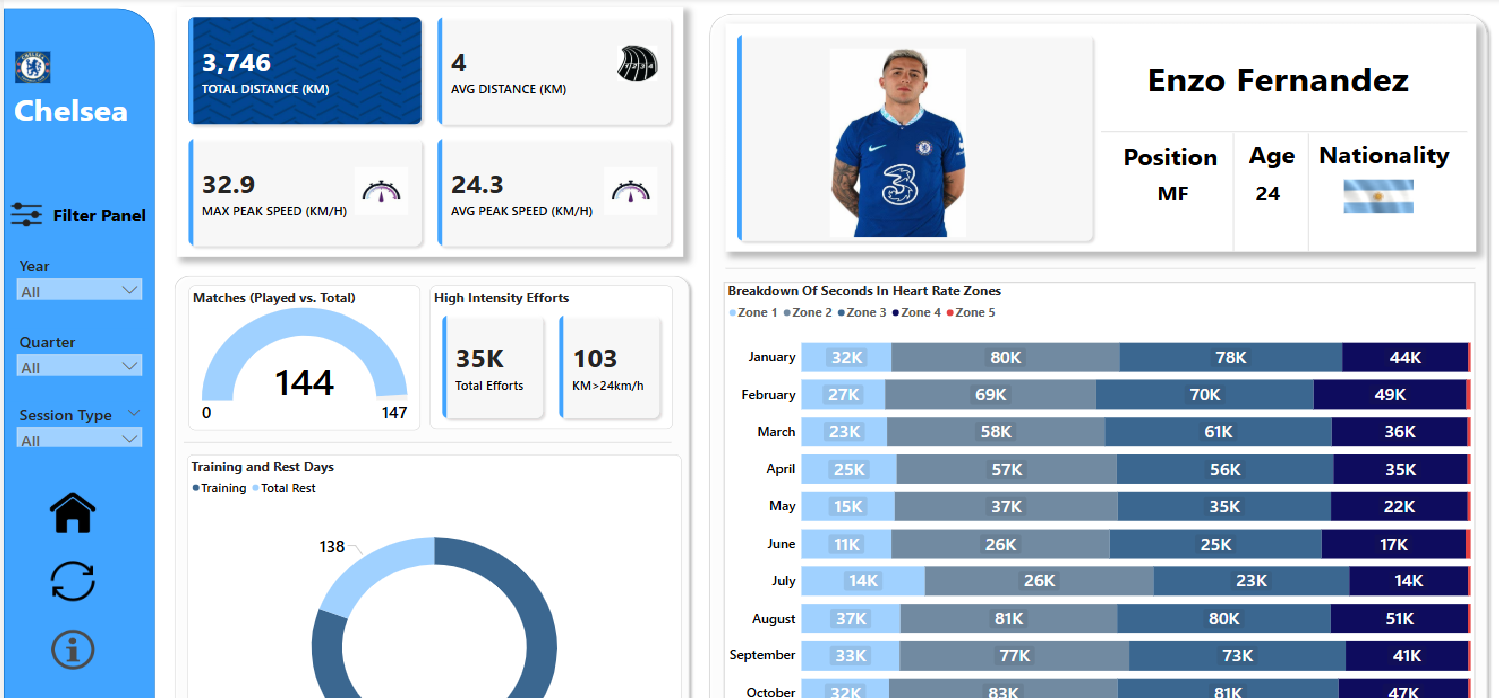 Chelsea
Filter Panel
Year
All
Quarter
All
Session Type
All
3,746
TOTAL DISTANCE (KM)
4
AVG DISTANCE (KM)
32.9
MAX PEAK SPEED (KM/H)
24.3
AVG PEAK SPEED (KM/H)
Matches (Played vs. Total)
144
0
147
High Intensity Efforts
35K
Total Efforts
103
KM >24km/h
Training and Rest Days
Training Total Rest
138
Enzo Fernandez
Position
MF
Age
24
Nationality
Breakdown Of Seconds In Heart Rate Zones
Zone 1 Zone 2 Zone 3 Zone 4 Zone 5
January 32K 80K 78K 44K
February 27K 69K 70K 49K
March 23K 58K 61K 36K
April 25K 57K 56K 35K
May 15K 37K 35K 22K
June 11K 26K 25K 17K
July 14K 26K 23K 14K
August 37K 81K 80K 51K
September 33K 77K 73K 41K
October 32K 83K 81K 47K